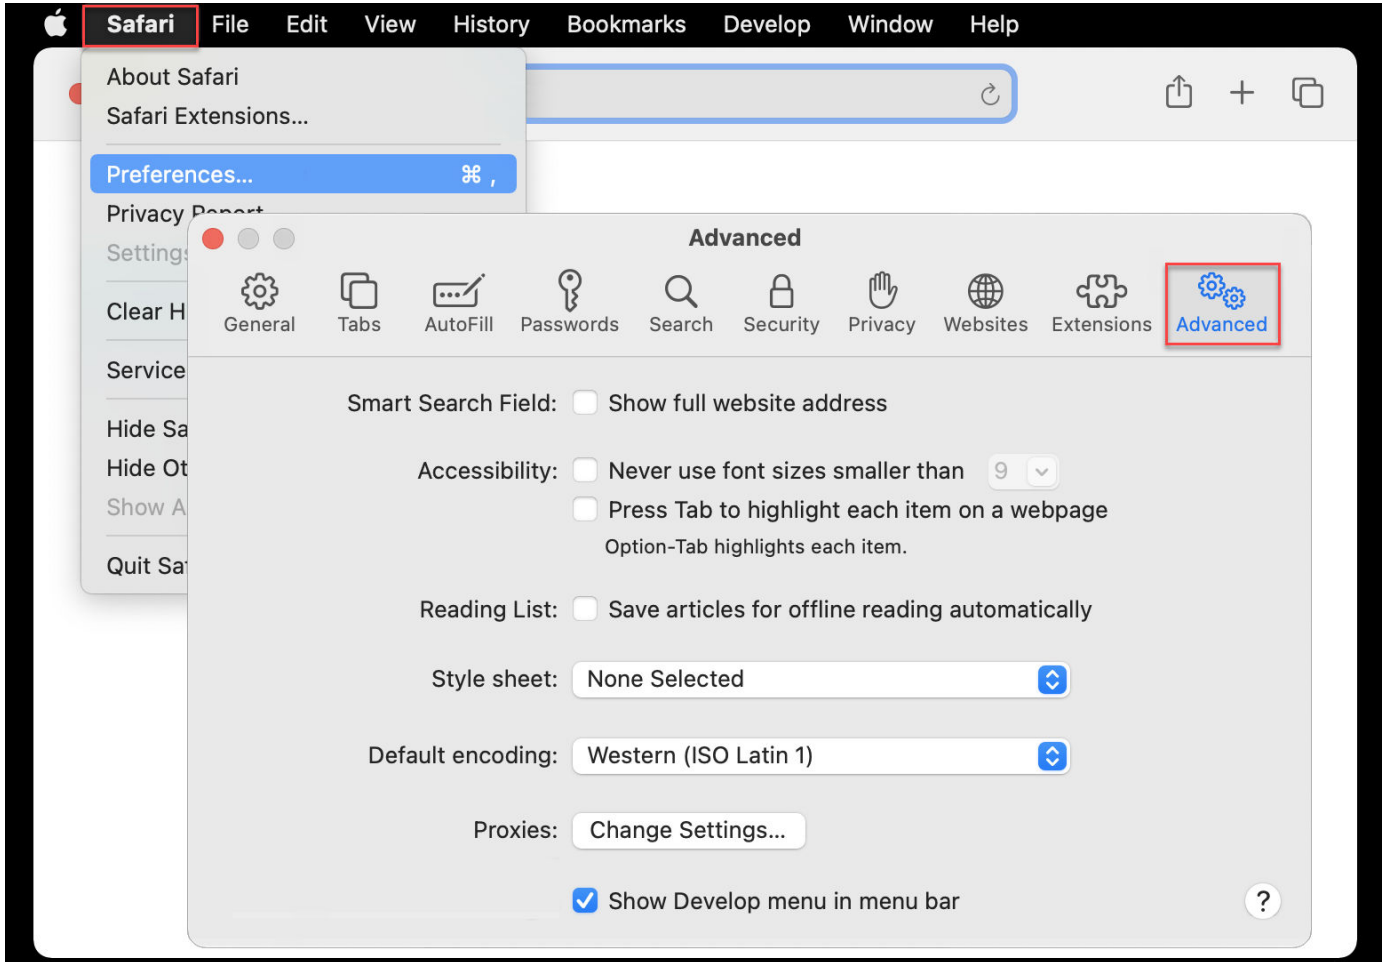 Safari File Edit View History Bookmarks Develop Window Help
About Safari
Safari Extensions...
Preferences... ⌘ ,
Privacy Report
Settings
Clear H
Service
Hide Sa
Hide Ot
Show A
Quit Sa
Advanced
General Tabs AutoFill Passwords Search Security Privacy Websites Extensions Advanced
Smart Search Field: Show full website address
Accessibility: Never use font sizes smaller than 9
Press Tab to highlight each item on a webpage
Option-Tab highlights each item.
Reading List: Save articles for offline reading automatically
Style sheet: None Selected
Default encoding: Western (ISO Latin 1)
Proxies: Change Settings...
Show Develop menu in menu bar
?